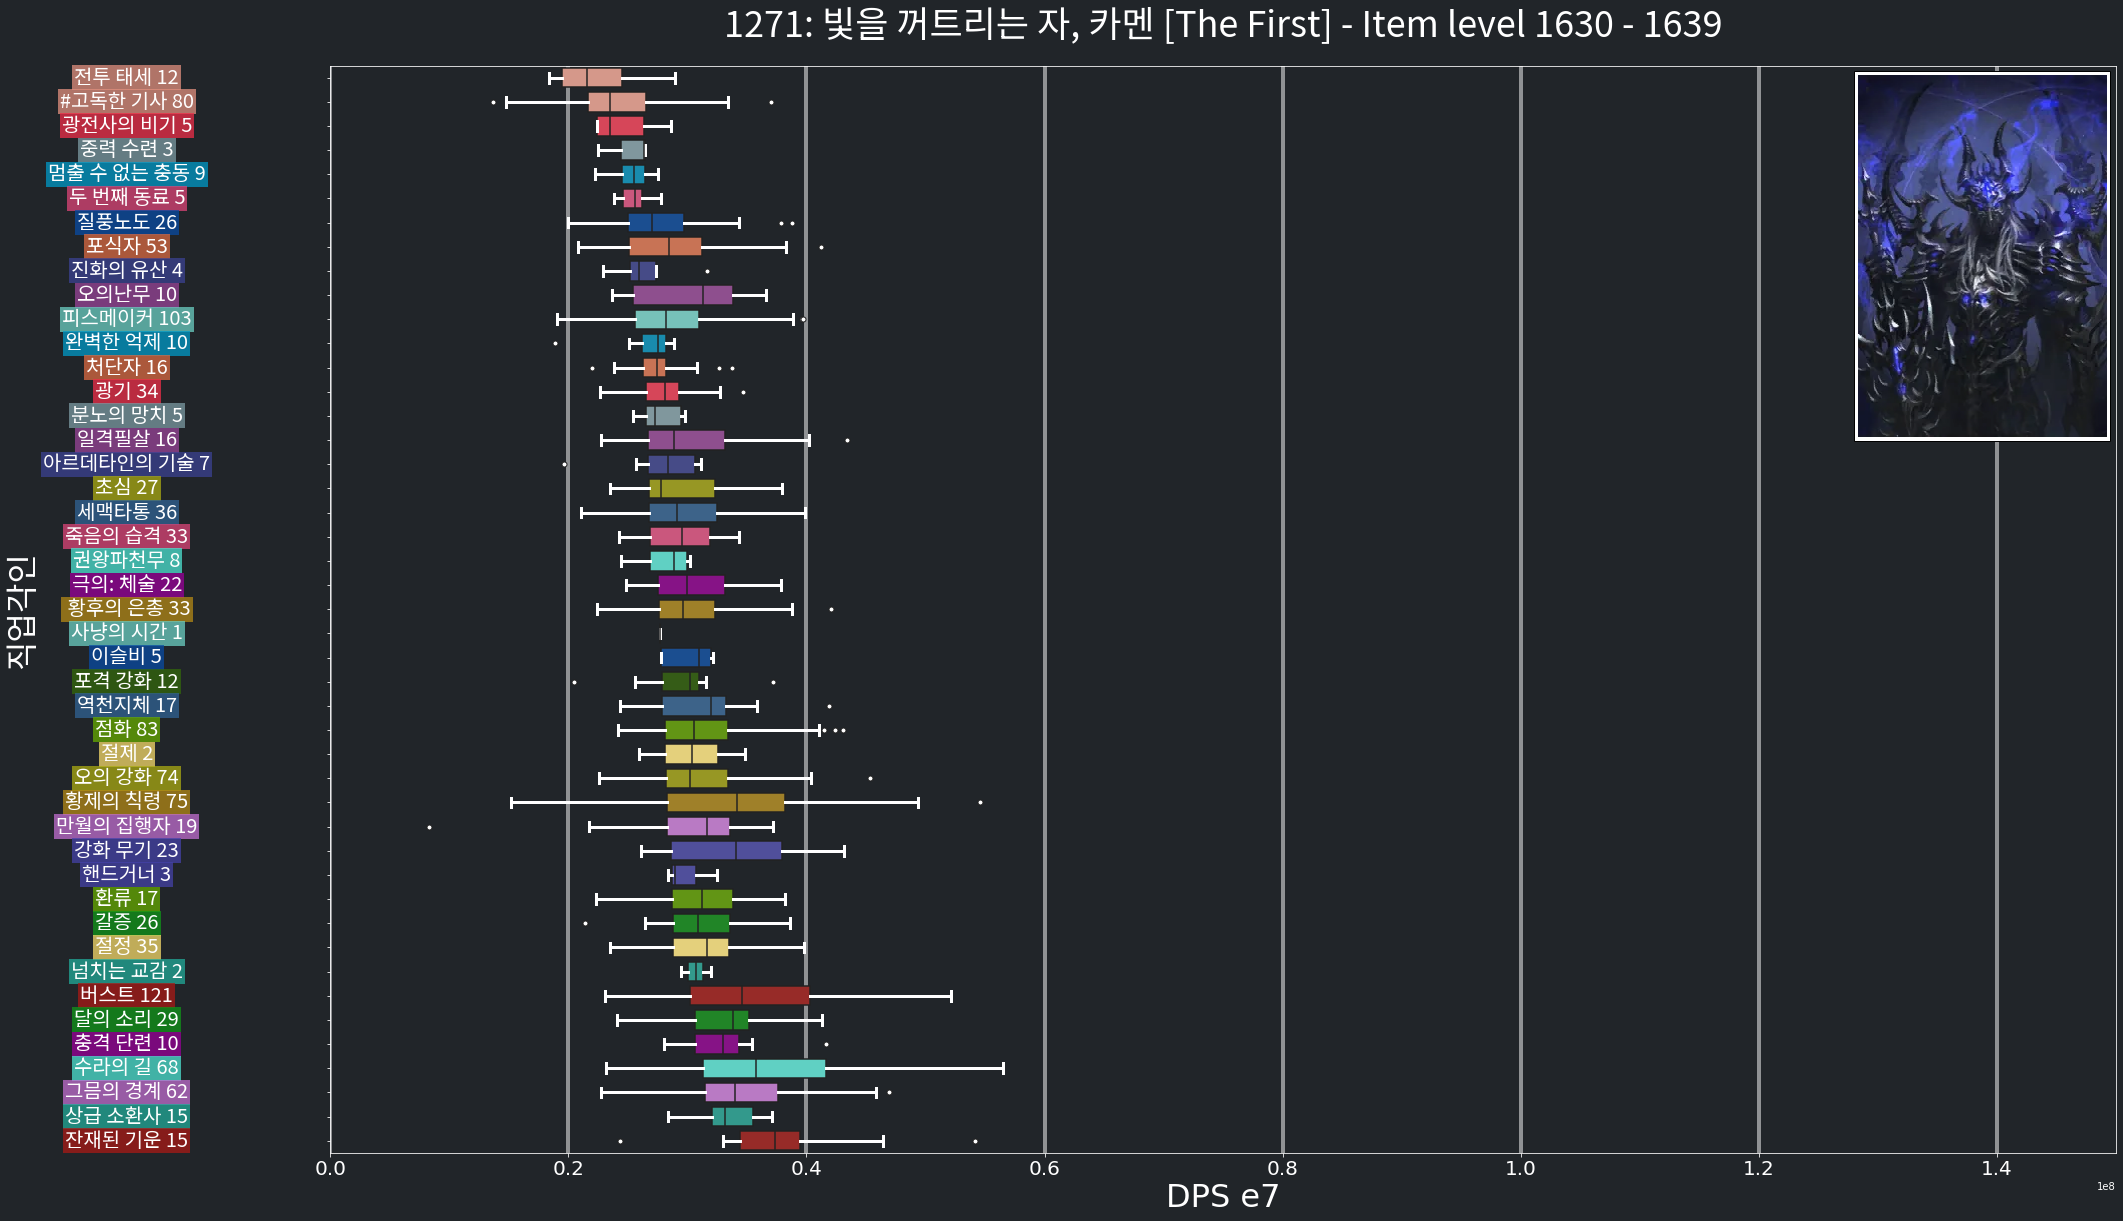 1271: 빛을 꺼트리는 자, 카멘 [The First] - Item level 1630 - 1639
전투 태세 12
#고독한 기사 80
광전사의 비기 5
중력 수련 3
멈출 수 없는 충동 9
두 번째 동료 5
질풍노도 26
포식자 53
진화의 유산 4
오의난무 10
피스메이커 103
완벽한 억제 10
처단자 16
광기 34
분노의 망치 5
일격필살 16
아르데타인의 기술 7
초심 27
세맥타통 36
죽음의 습격 33
권왕파천무 8
극의: 체술 22
황후의 은총 33
사냥의 시간 1
이슬비 5
포격 강화 12
역천지체 17
점화 83
절제 2
오의 강화 74
황제의 칙령 75
만월의 집행자 19
강화 무기 23
핸드거너 3
환류 17
갈증 26
절정 35
넘치는 교감 2
버스트 121
달의 소리 29
충격 단련 10
수라의 길 68
그믐의 경계 62
상급 소환사 15
잔재된 기운 15
직업각인
0.0 0.2 0.4 0.6 0.8 1.0 1.2 1.4
1e8
DPS e7